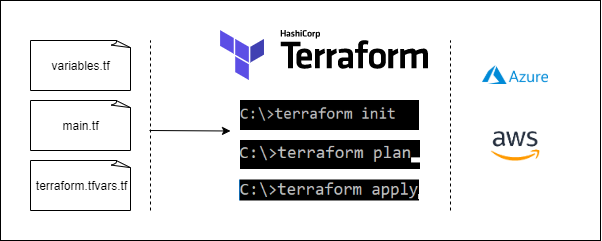 variables.tf
main.tf
terraform.tfvars.tf
HashiCorp
Terraform
C:\>terraform init
C:\>terraform plan
C:\>terraform apply
Azure
aws